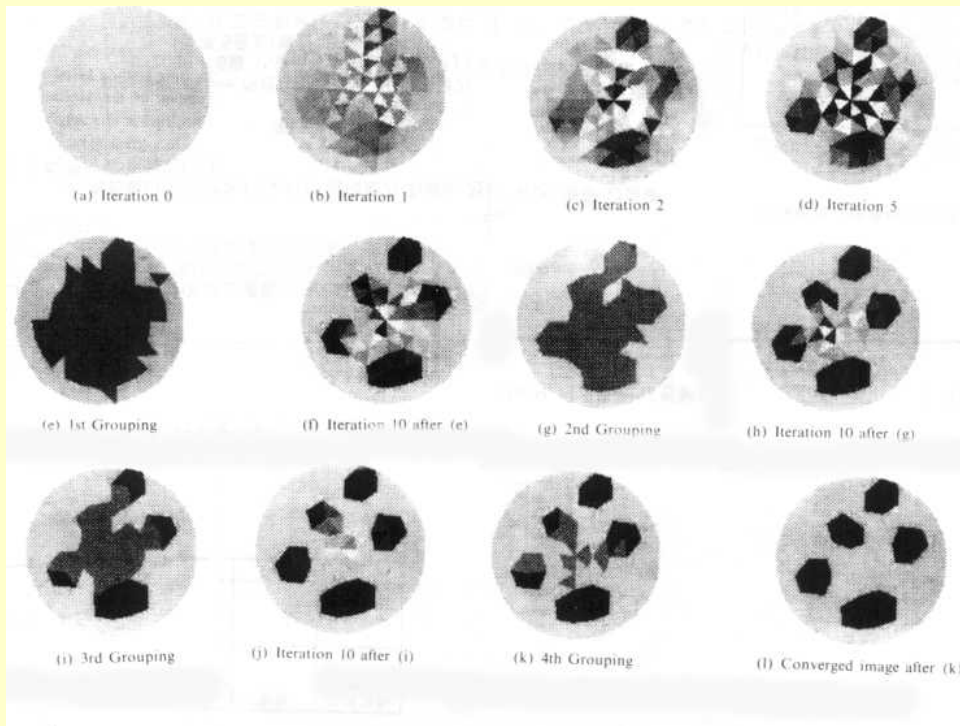 (a) Iteration 0
(b) Iteration 1
(c) Iteration 2
(d) Iteration 5
(e) 1st Grouping
(f) Iteration 10 after (e)
(g) 2nd Grouping
(h) Iteration 10 after (g)
(i) 3rd Grouping
(j) Iteration 10 after (i)
(k) 4th Grouping
(l) Converged image after (k)